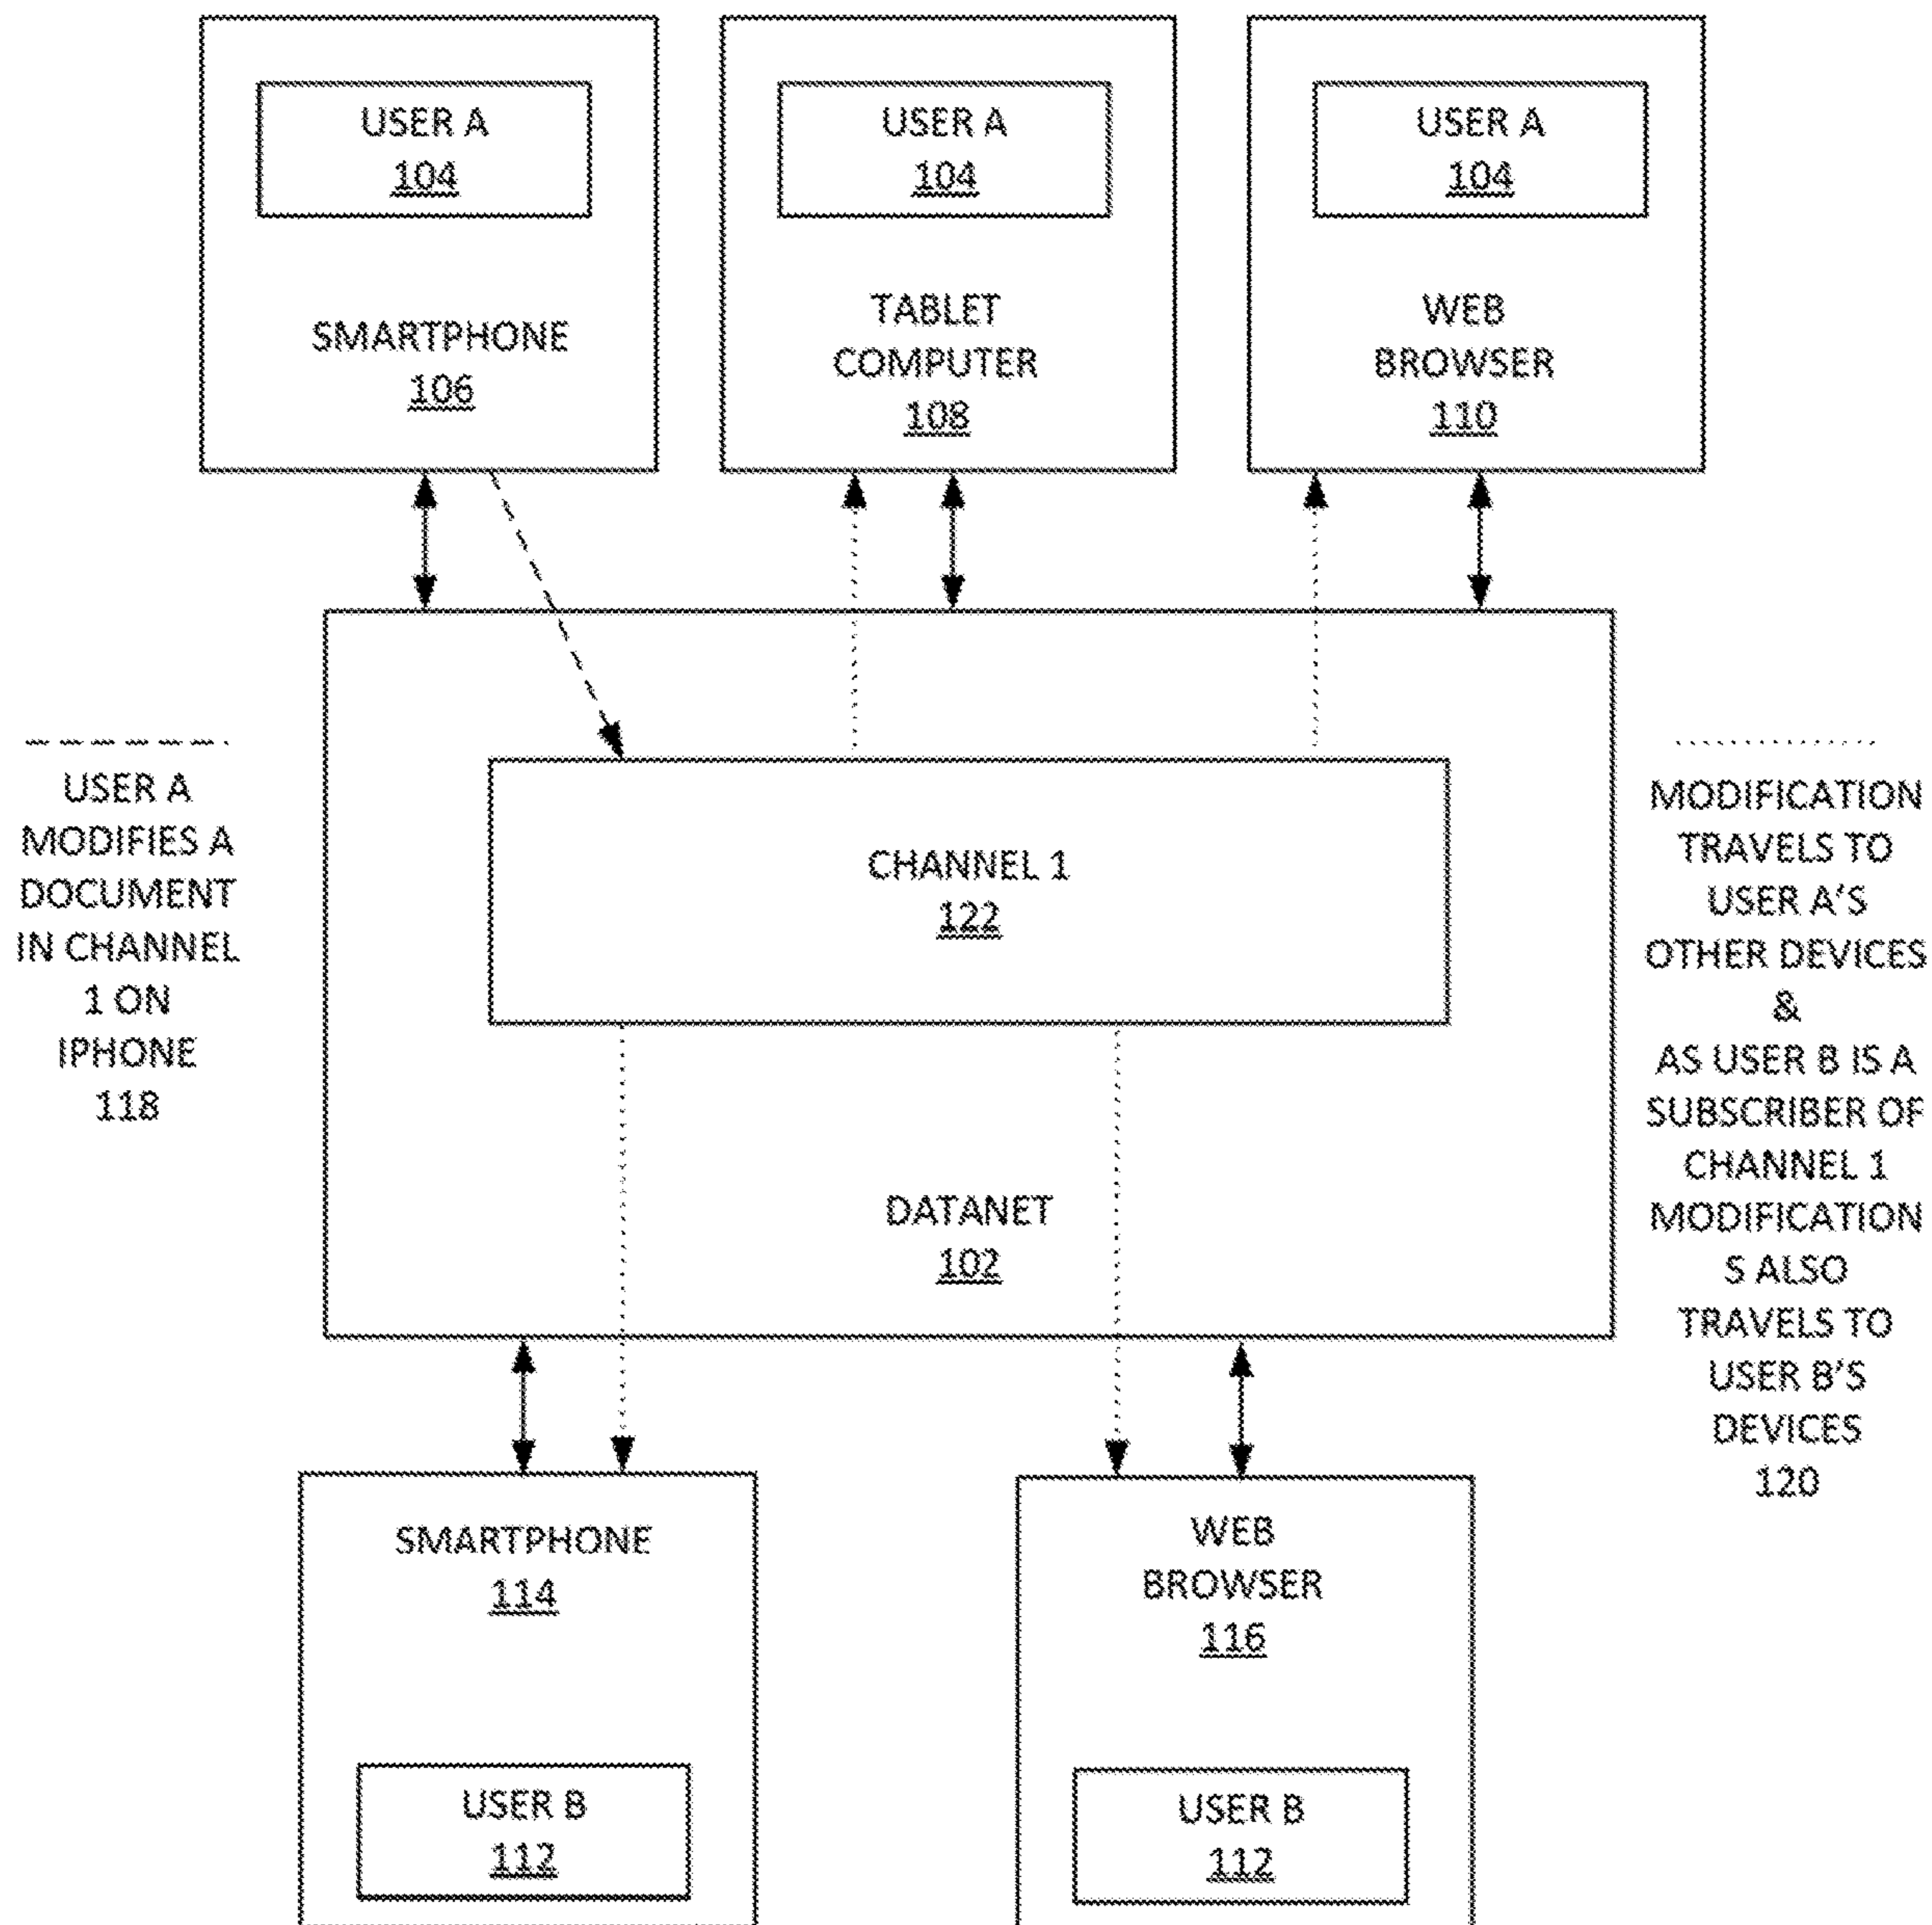 USER A
104
SMARTPHONE
106
USER A
104
TABLET
COMPUTER
108
USER A
104
WEB
BROWSER
110
USER A
MODIFIES A
DOCUMENT
IN CHANNEL
1 ON
IPHONE
118
CHANNEL 1
122
DATANET
102
MODIFICATION
TRAVELS TO
USER A'S
OTHER DEVICES
&
AS USER B IS A
SUBSCRIBER OF
CHANNEL 1
MODIFICATION
S ALSO
TRAVELS TO
USER B'S
DEVICES
120
SMARTPHONE
114
USER B
112
WEB
BROWSER
116
USER B
112